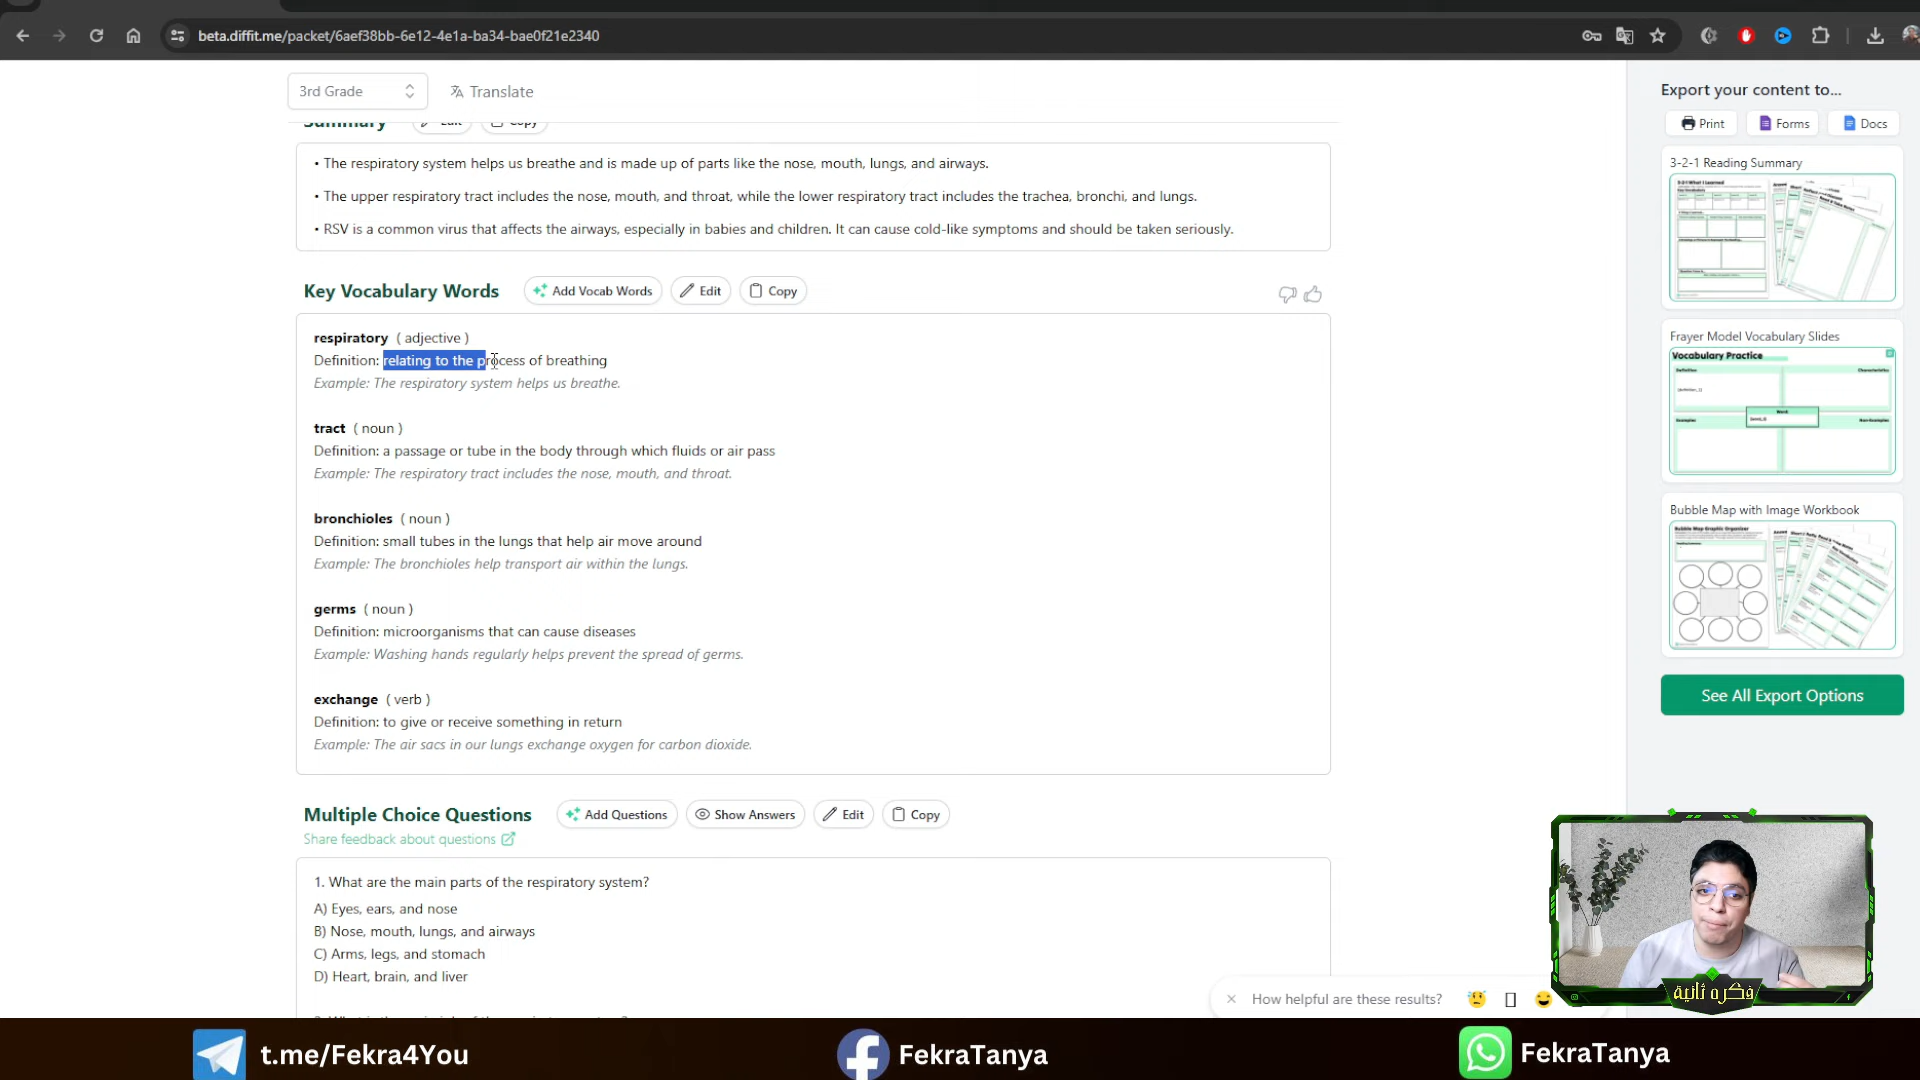 beta.diffit.me/packet/6aef38bb-6e12-4e1a-ba34-bae0f21e2340
3rd Grade
Translate
Summary
Edit
Copy
• The respiratory system helps us breathe and is made up of parts like the nose, mouth, lungs, and airways.
• The upper respiratory tract includes the nose, mouth, and throat, while the lower respiratory tract includes the trachea, bronchi, and lungs.
• RSV is a common virus that affects the airways, especially in babies and children. It can cause cold-like symptoms and should be taken seriously.
Key Vocabulary Words
Add Vocab Words
Edit
Copy
respiratory ( adjective )
Definition: relating to the process of breathing
Example: The respiratory system helps us breathe.
tract ( noun )
Definition: a passage or tube in the body through which fluids or air pass
Example: The respiratory tract includes the nose, mouth, and throat.
bronchioles ( noun )
Definition: small tubes in the lungs that help air move around
Example: The bronchioles help transport air within the lungs.
germs ( noun )
Definition: microorganisms that can cause diseases
Example: Washing hands regularly helps prevent the spread of germs.
exchange ( verb )
Definition: to give or receive something in return
Example: The air sacs in our lungs exchange oxygen for carbon dioxide.
Multiple Choice Questions
Add Questions
Show Answers
Edit
Copy
Share feedback about questions
1. What are the main parts of the respiratory system?
A) Eyes, ears, and nose
B) Nose, mouth, lungs, and airways
C) Arms, legs, and stomach
D) Heart, brain, and liver
How helpful are these results?
Export your content to...
Print
Forms
Docs
3-2-1 Reading Summary
Frayer Model Vocabulary Slides
Vocabulary Practice
Bubble Map with Image Workbook
Bubble Map Graphic Organizer
See All Export Options
فكره ثانية
t.me/Fekra4You
FekraTanya
FekraTanya